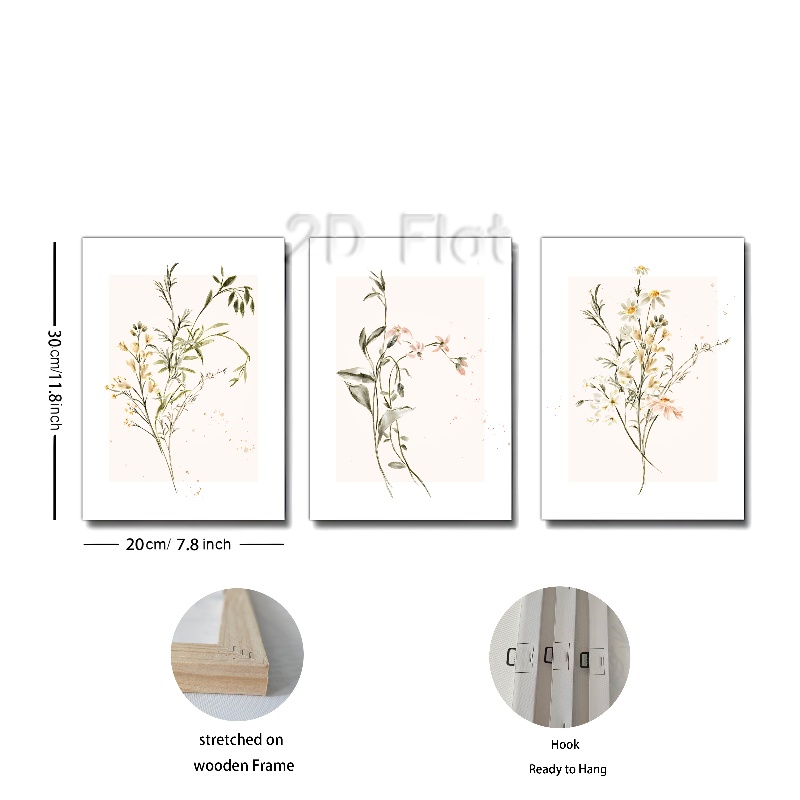 2D Flat
30cm/11.8inch
20cm/ 7.8 inch
stretched on
wooden Frame
Hook
Ready to Hang